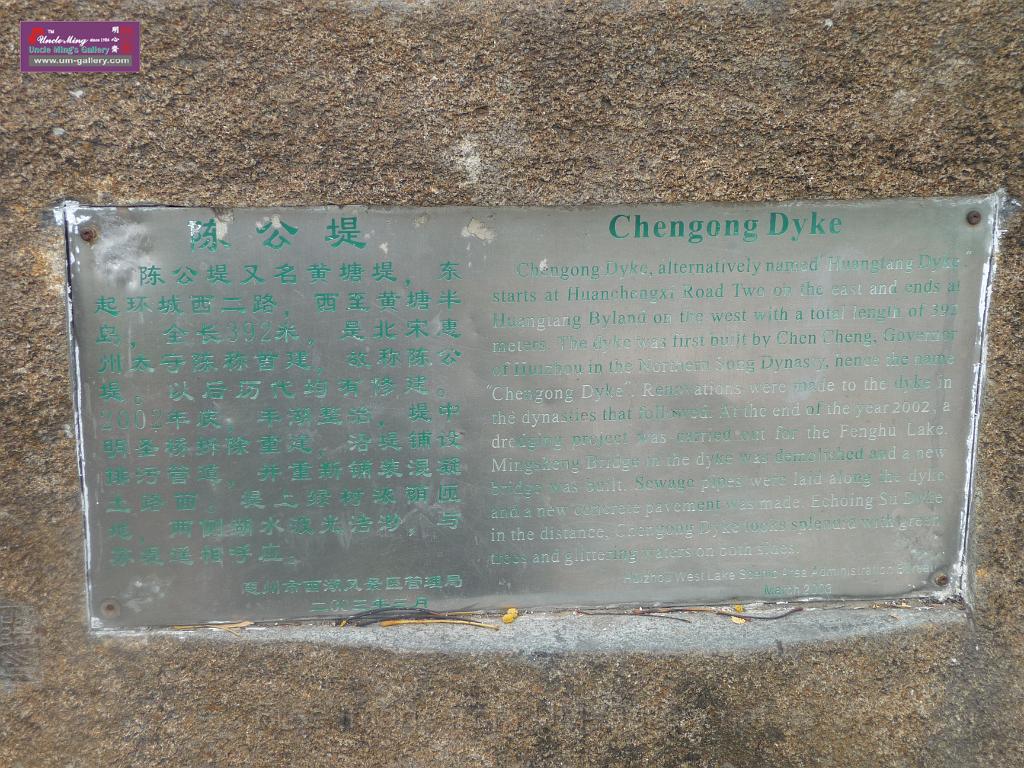 Uncle Ming since 1986
明公齋
Uncle Ming's Gallery
www.um-gallery.com
陈公堤
陈公堤又名黄塘堤，东
起环城西二路，西至黄塘半
岛，全长392米，是北宋惠
州太守陈称首建，故称陈公
堤。以后历代均有修建。
2002年底，丰湖整治，堤中
明圣桥拆除重建，沿堤铺设
排污管道，并重新铺装混凝
土路面。堤上绿树浓荫匝
地，两侧湖水波光浩渺，与
苏堤遥相呼应。
惠州市西湖风景区管理局
Chengong Dyke
Chengong Dyke, alternatively named "Huangtang Dyke,"
starts at Huanchengxi Road Two on the east and ends at
Huangtang Byland on the west with a total length of 392
meters. The dyke was first built by Chen Cheng, Governor
of Huizhou in the Northern Song Dynasty, hence the name
"Chengong Dyke". Renovations were made to the dyke in
the dynasties that followed. At the end of the year 2002, a
dredging project was carried out for the Fenghu Lake.
Mingsheng Bridge in the dyke was demolished and a new
bridge was built. Sewage pipes were laid along the dyke
and a new concrete pavement was made. Echoing Su Dyke
in the distance, Chengong Dyke looks splendid with green
trees and glittering waters on both sides.
Huizhou West Lake Scenic Area Administration Bureau
March